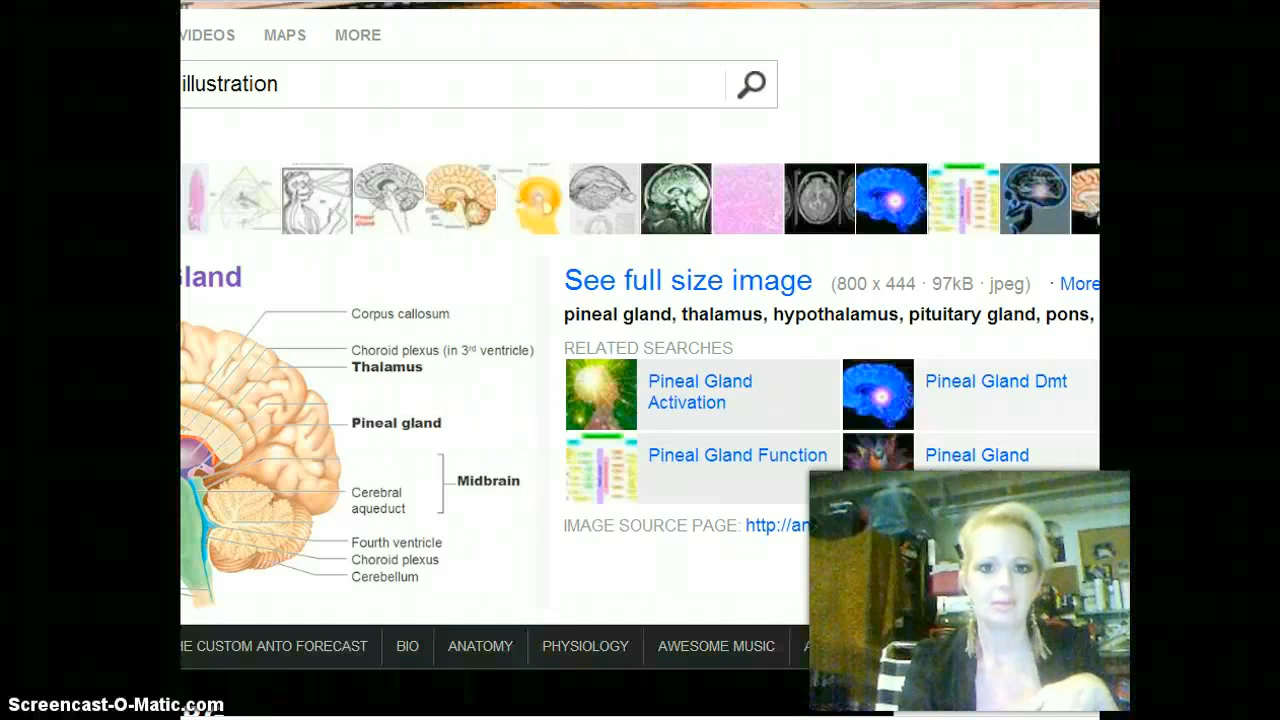 VIDEOS MAPS MORE
illustration
Gland
Corpus callosum
Choroid plexus (in 3rd ventricle)
Thalamus
Pineal gland
Midbrain
Cerebral
aqueduct
Fourth ventricle
Choroid plexus
Cerebellum
See full size image (800 x 444 · 97kB · jpeg) · More
pineal gland, thalamus, hypothalamus, pituitary gland, pons,
RELATED SEARCHES
Pineal Gland
Activation
Pineal Gland Dmt
Pineal Gland Function
Pineal Gland
IMAGE SOURCE PAGE: http://an
HE CUSTOM ANTO FORECAST BIO ANATOMY PHYSIOLOGY AWESOME MUSIC
Screencast-O-Matic.com